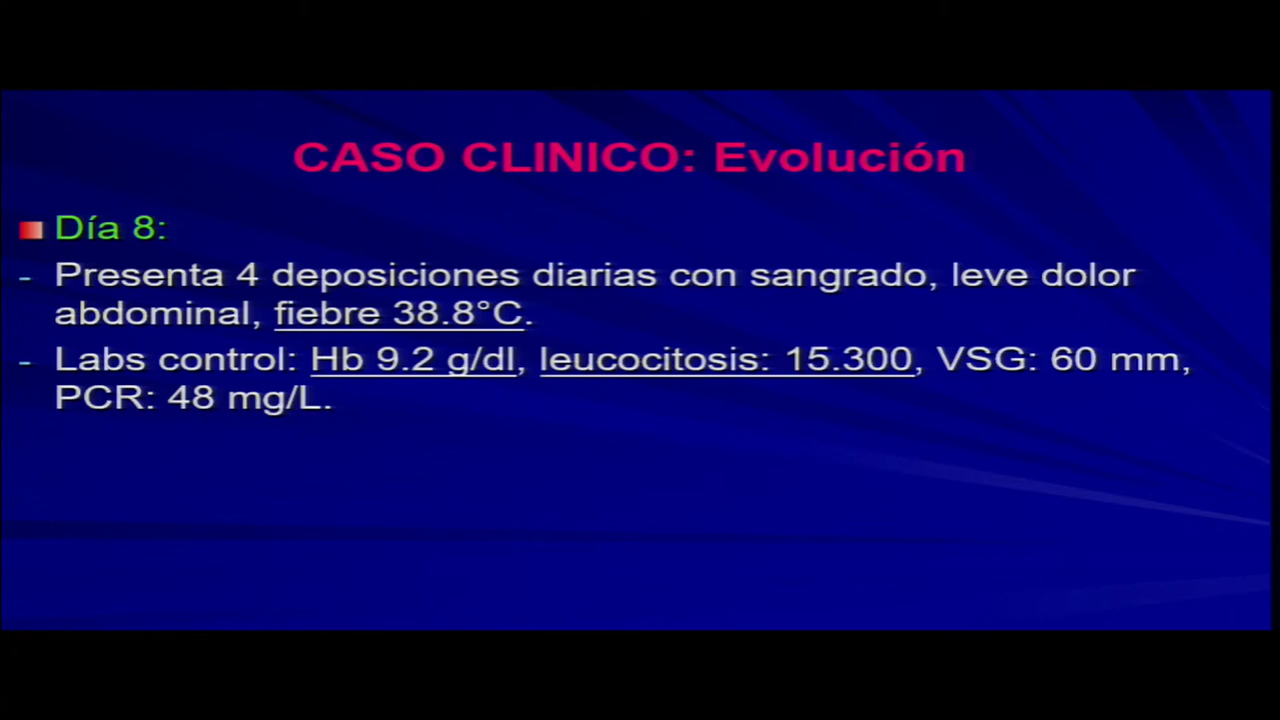 CASO CLINICO: Evolución
Día 8:
- Presenta 4 deposiciones diarias con sangrado, leve dolor
abdominal, fiebre 38.8°C.
- Labs control: Hb 9.2 g/dl, leucocitosis: 15.300, VSG: 60 mm,
PCR: 48 mg/L.